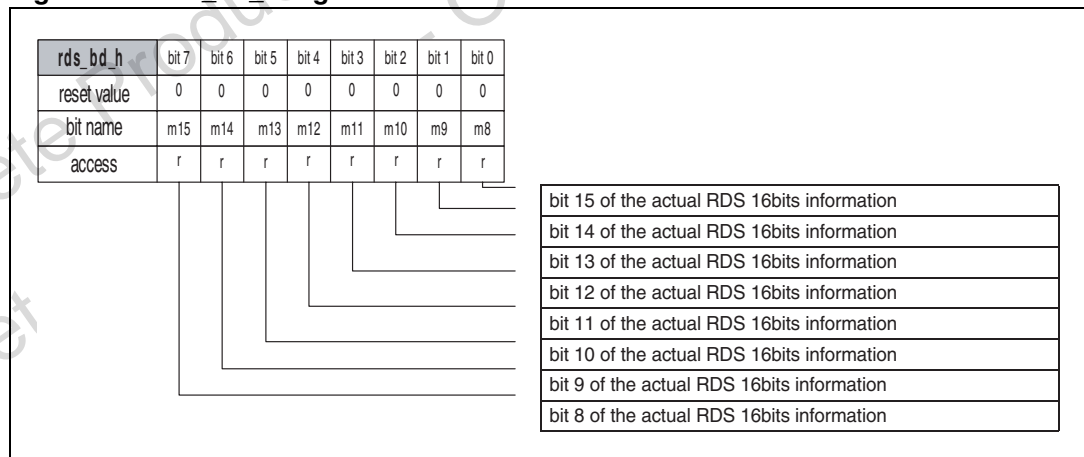 rds_bd_h bit 7 bit 6 bit 5 bit 4 bit 3 bit 2 bit 1 bit 0
reset value 0 0 0 0 0 0 0 0
bit name m15 m14 m13 m12 m11 m10 m9 m8
access r r r r r r r r
bit 15 of the actual RDS 16bits information
bit 14 of the actual RDS 16bits information
bit 13 of the actual RDS 16bits information
bit 12 of the actual RDS 16bits information
bit 11 of the actual RDS 16bits information
bit 10 of the actual RDS 16bits information
bit 9 of the actual RDS 16bits information
bit 8 of the actual RDS 16bits information